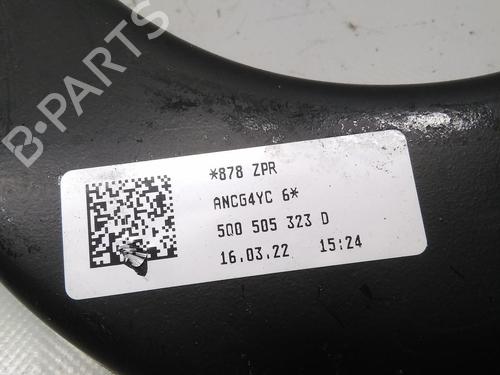 B-PARTS
*878 ZPR
ANCG4YC 6*
5Q0 505 323 D
16.03.22 15:24